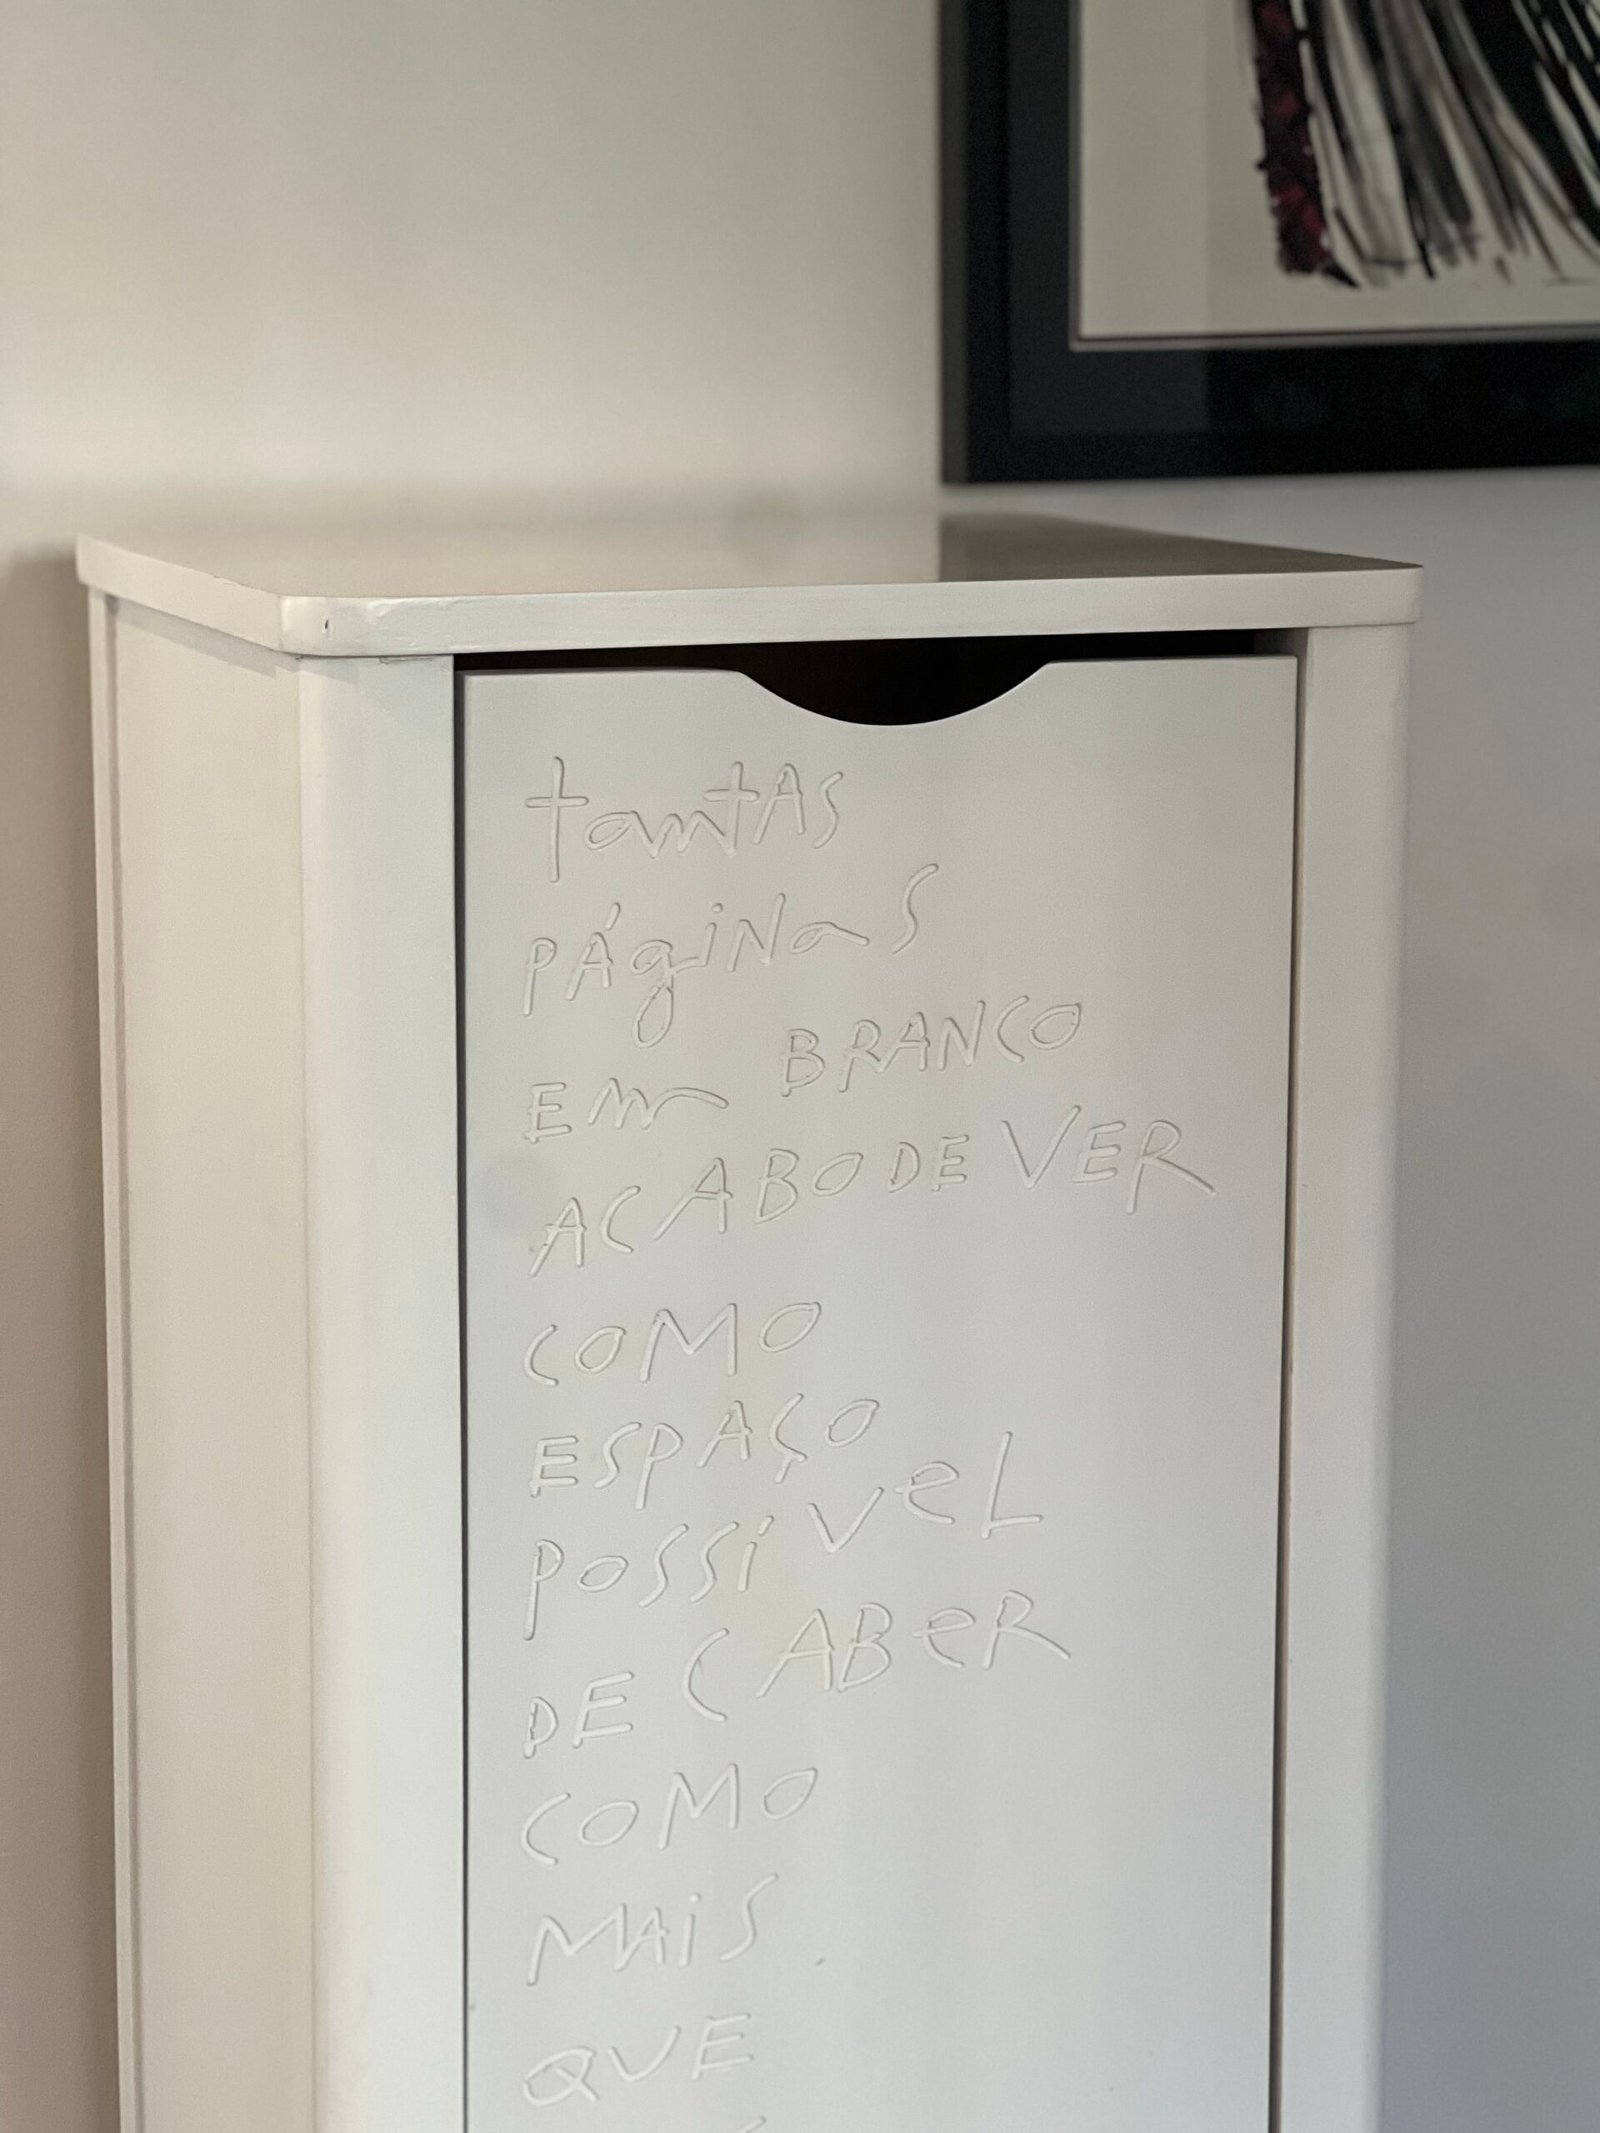 tantAS
PÁgiNaS
Em BRANCO
ACABO DE VER
COMO
ESPAÇO
POSSíVeL
DE CABeR
COMO
MAiS.
QUE